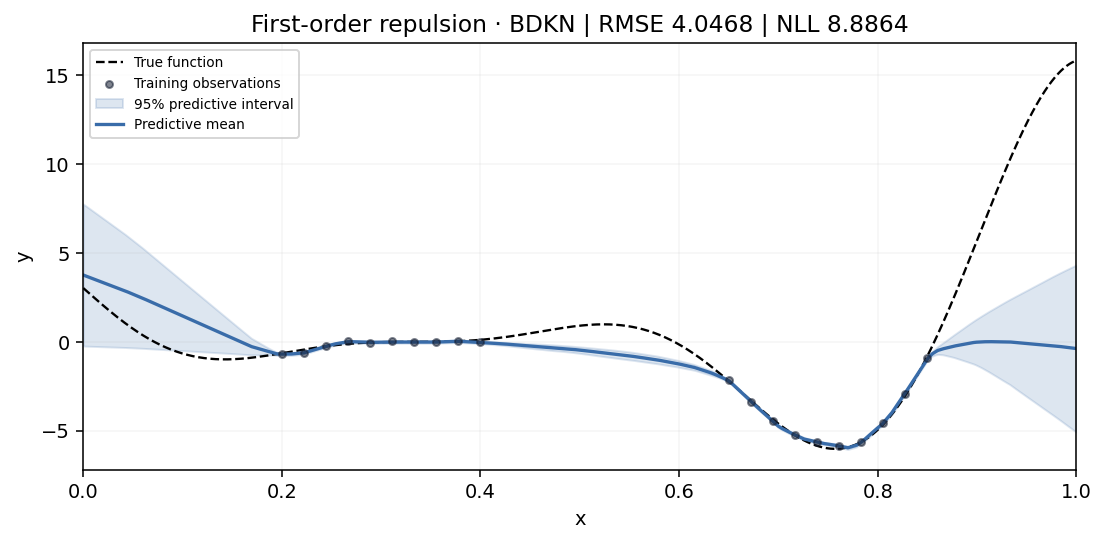 First-order repulsion · BDKN | RMSE 4.0468 | NLL 8.8864
True function
Training observations
95% predictive interval
Predictive mean
y
15
10
5
0
−5
0.0
0.2
0.4
0.6
0.8
1.0
x